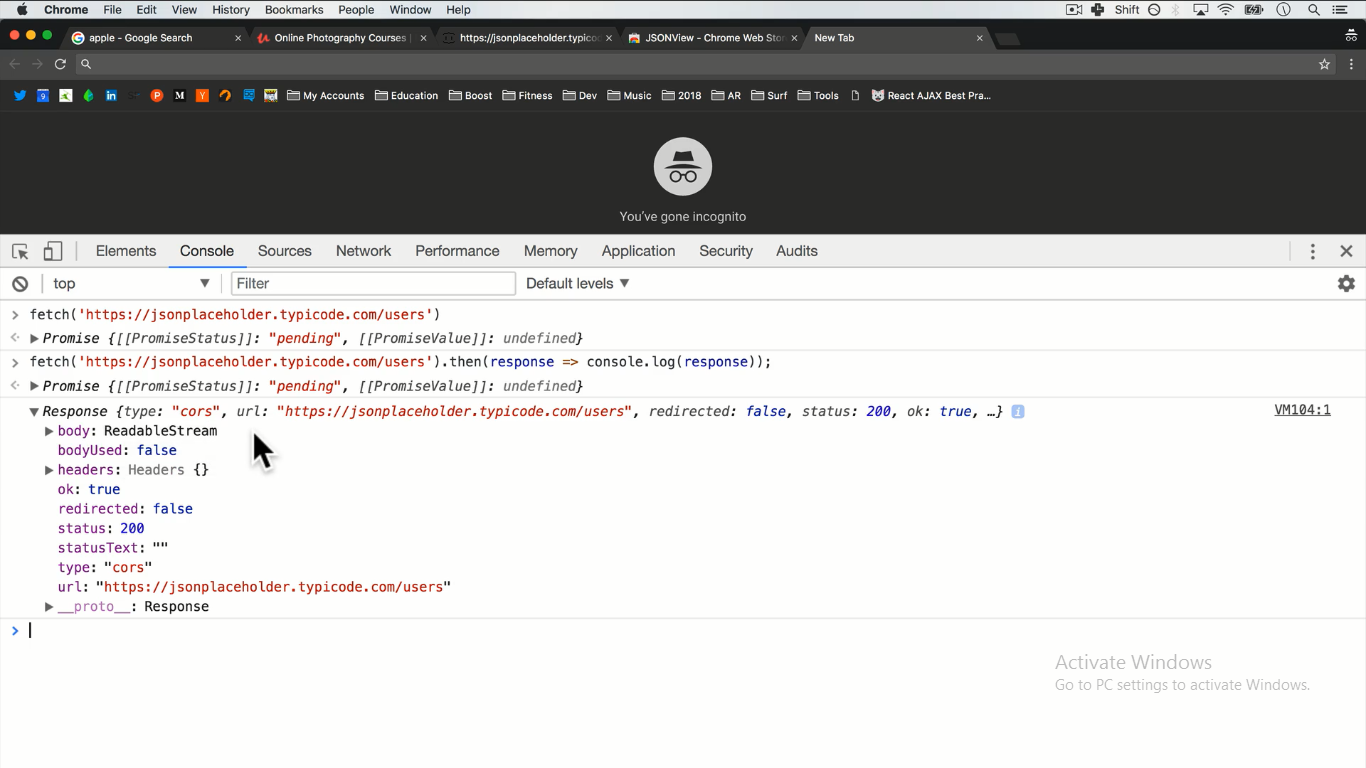 Chrome File Edit View History Bookmarks People Window Help Shift
apple - Google Search Online Photography Courses https://jsonplaceholder.typico JSONView - Chrome Web Sto New Tab
My Accounts Education Boost Fitness Dev Music 2018 AR Surf Tools React AJAX Best Pra...
You've gone incognito
Elements Console Sources Network Performance Memory Application Security Audits
top Filter Default levels
fetch('https://jsonplaceholder.typicode.com/users')
Promise {[[PromiseStatus]]: "pending", [[PromiseValue]]: undefined}
fetch('https://jsonplaceholder.typicode.com/users').then(response => console.log(response));
Promise {[[PromiseStatus]]: "pending", [[PromiseValue]]: undefined}
Response {type: "cors", url: "https://jsonplaceholder.typicode.com/users", redirected: false, status: 200, ok: true, …} VM104:1
body: ReadableStream
bodyUsed: false
headers: Headers {}
ok: true
redirected: false
status: 200
statusText: ""
type: "cors"
url: "https://jsonplaceholder.typicode.com/users"
__proto__: Response
Activate Windows
Go to PC settings to activate Windows.